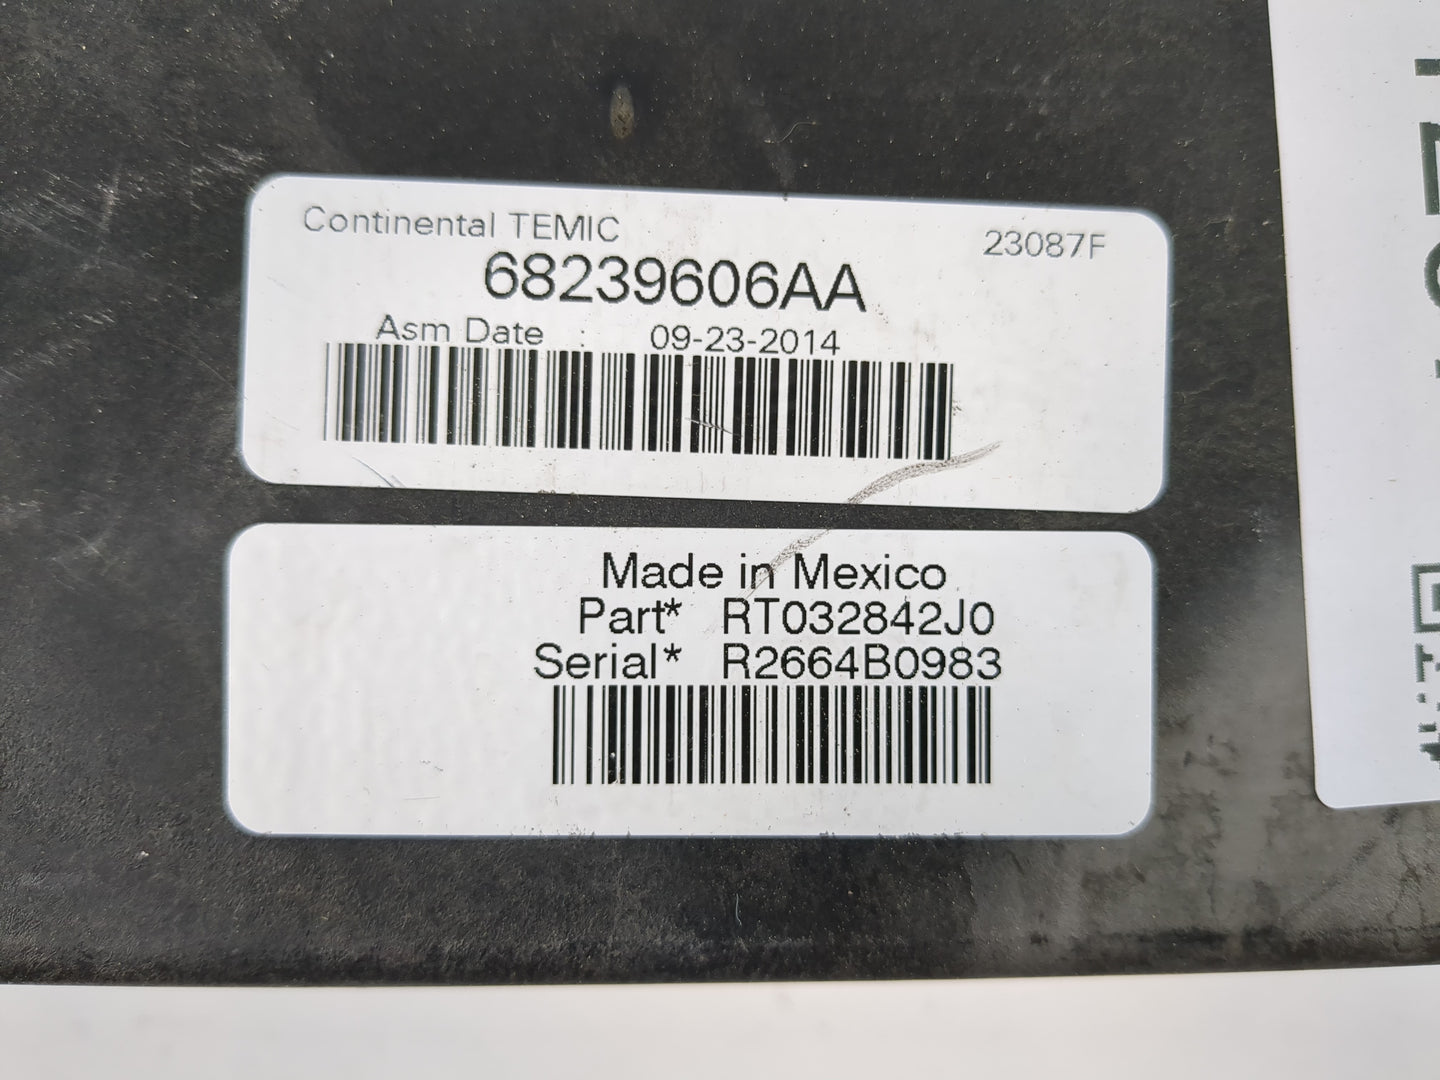 Continental TEMIC
23087F
68239606AA
Asm Date : 09-23-2014
Made in Mexico
Part* RT032842J0
Serial* R2664B0983